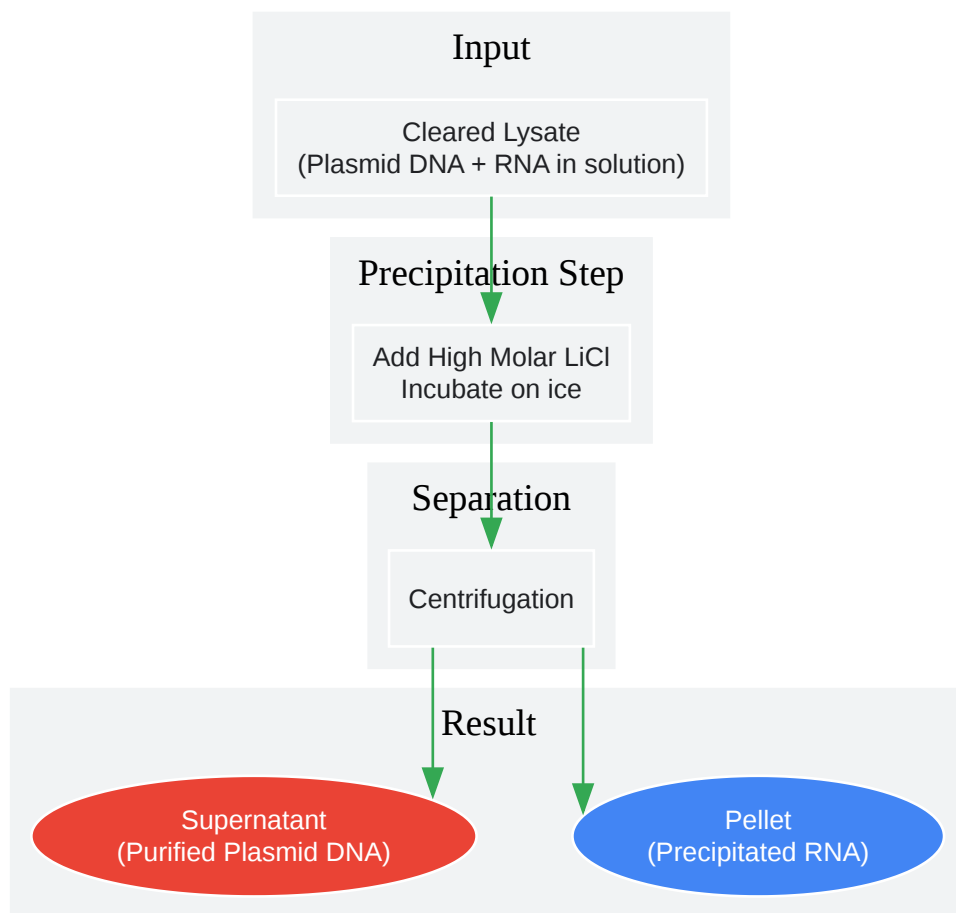 Input
Cleared Lysate
(Plasmid DNA + RNA in solution)
Precipitation Step
Add High Molar LiCl
Incubate on ice
Separation
Centrifugation
Result
Supernatant
(Purified Plasmid DNA)
Pellet
(Precipitated RNA)